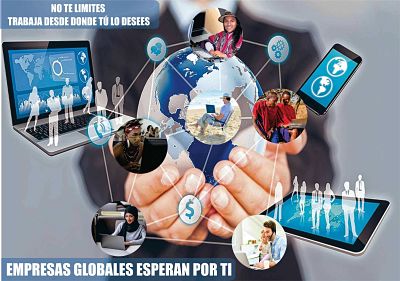 NO TE LIMITES
TRABAJA DESDE DONDE TÚ LO DESEES
$
EMPRESAS GLOBALES ESPERAN POR TI